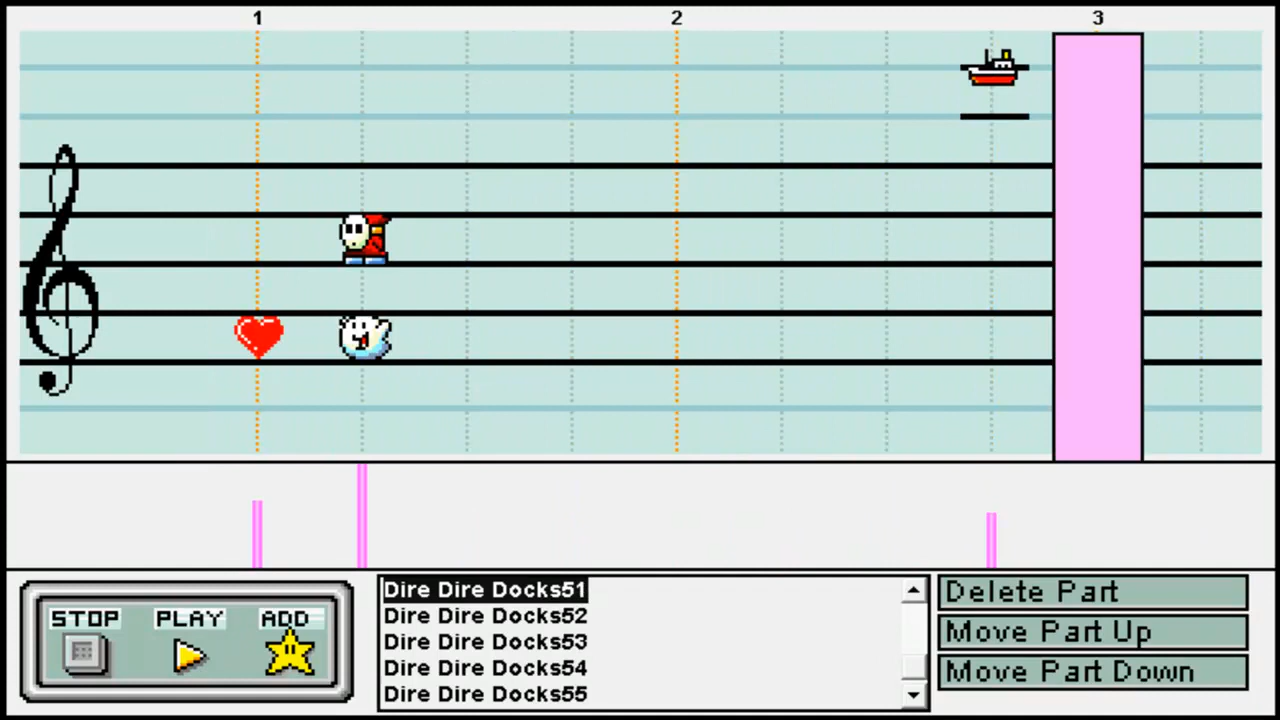 1 2 3
STOP PLAY ADD
Dire Dire Docks51
Dire Dire Docks52
Dire Dire Docks53
Dire Dire Docks54
Dire Dire Docks55
Delete Part
Move Part Up
Move Part Down